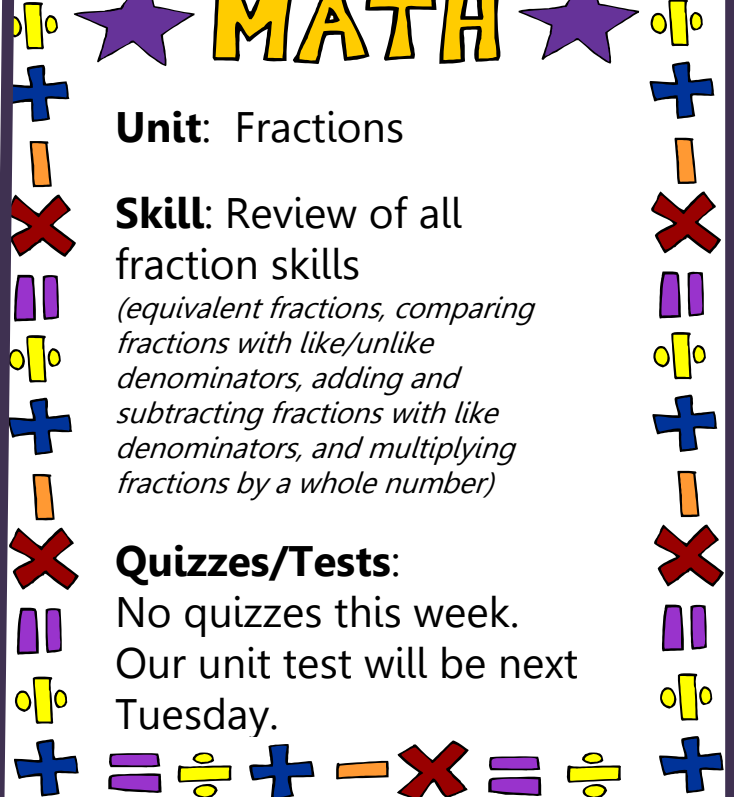 MATH
Unit:  Fractions
Skill: Review of all
fraction skills
(equivalent fractions, comparing
fractions with like/unlike
denominators, adding and
subtracting fractions with like
denominators, and multiplying
fractions by a whole number)
Quizzes/Tests:
No quizzes this week.
Our unit test will be next
Tuesday.